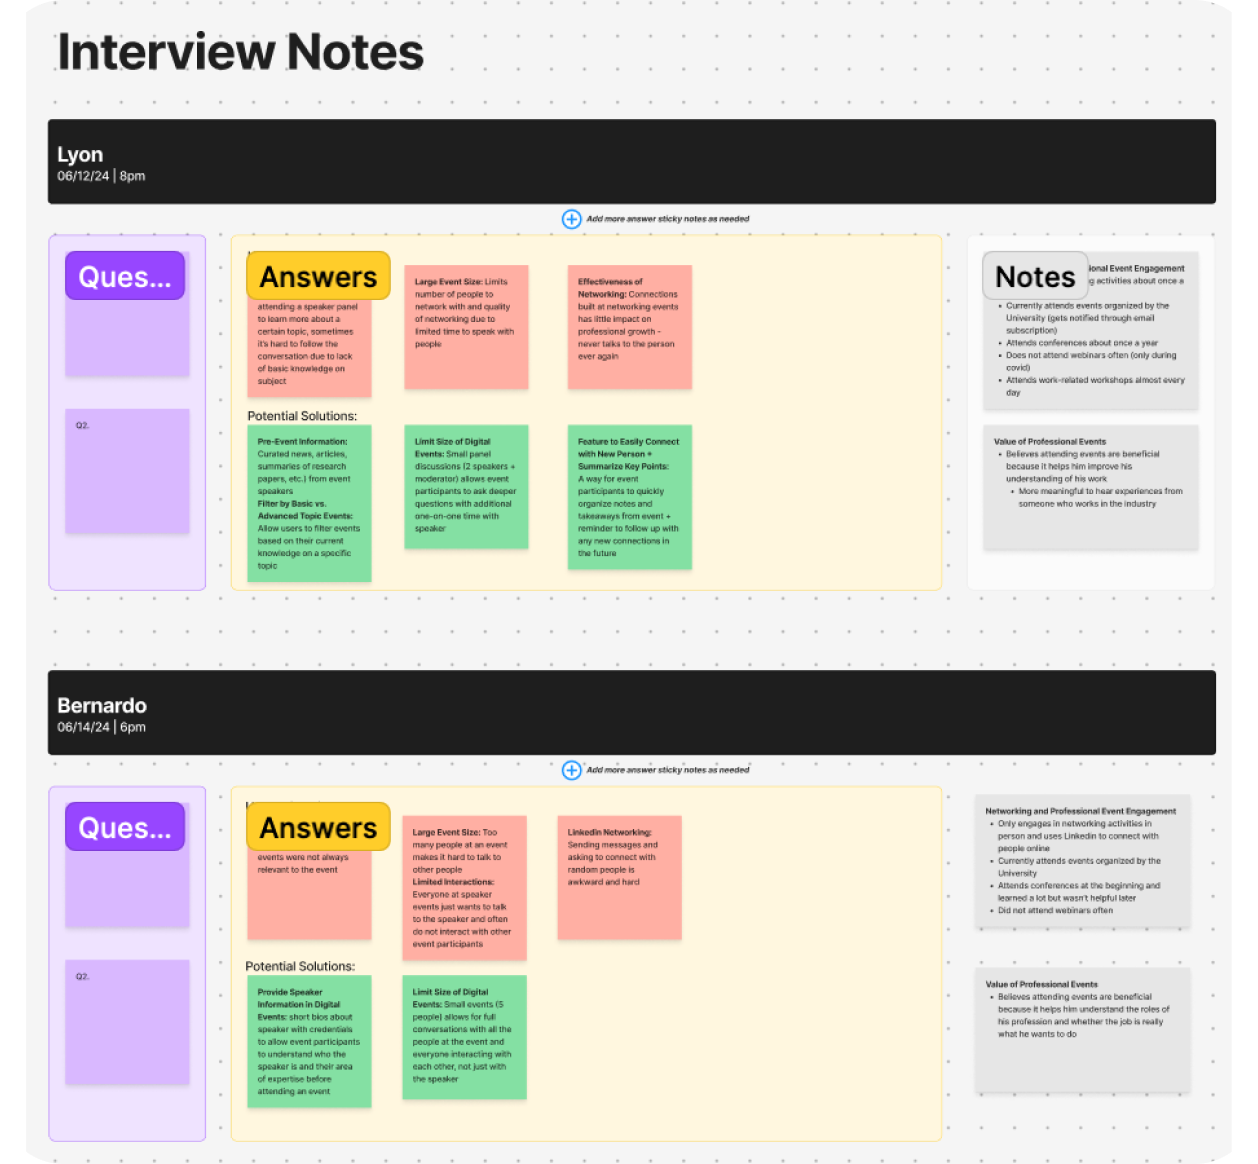 Interview Notes
Lyon
06/12/24 | 8pm
Add more answer sticky notes as needed
Ques...
Q2.
Answers
attending a speaker panel
to learn more about a
certain topic, sometimes
it's hard to follow the
conversation due to lack
of basic knowledge on
subject
Large Event Size: Limits
number of people to
network with and quality
of networking due to
limited time to speak with
people
Effectiveness of
Networking: Connections
built at networking events
has little impact on
professional growth -
never talks to the person
ever again
Potential Solutions:
Pre-Event Information:
Curated news, articles,
summaries of research
papers, etc.) from event
speakers
Filter by Basic vs.
Advanced Topic Events:
Allow users to filter events
based on their current
knowledge on a specific
topic
Limit Size of Digital
Events: Small panel
discussions (2 speakers +
moderator) allows event
participants to ask deeper
questions with additional
one-on-one time with
speaker
Feature to Easily Connect
with New Person +
Summarize Key Points:
A way for event
participants to quickly
organize notes and
takeaways from event +
reminder to follow up with
any new connections in
the future
Notes
ional Event Engagement
g activities about once a
• Currently attends events organized by the
University (gets notified through email
subscription)
• Attends conferences about once a year
• Does not attend webinars often (only during
covid)
• Attends work-related workshops almost every
day
Value of Professional Events
• Believes attending events are beneficial
because it helps him improve his
understanding of his work
• More meaningful to hear experiences from
someone who works in the industry
Bernardo
06/14/24 | 6pm
Add more answer sticky notes as needed
Ques...
Q2.
Answers
events were not always
relevant to the event
Large Event Size: Too
many people at an event
makes it hard to talk to
other people
Limited Interactions:
Everyone at speaker
events just wants to talk
to the speaker and often
do not interact with other
event participants
Linkedin Networking:
Sending messages and
asking to connect with
random people is
awkward and hard
Potential Solutions:
Provide Speaker
Information in Digital
Events: short bios about
speaker with credentials
to allow event participants
to understand who the
speaker is and their area
of expertise before
attending an event
Limit Size of Digital
Events: Small events (5
people) allows for full
conversations with all the
people at the event and
everyone interacting with
each other, not just with
the speaker
Networking and Professional Event Engagement
• Only engages in networking activities in
person and uses Linkedin to connect with
people online
• Currently attends events organized by the
University
• Attends conferences at the beginning and
learned a lot but wasn't helpful later
• Did not attend webinars often
Value of Professional Events
• Believes attending events are beneficial
because it helps him understand the roles of
his profession and whether the job is really
what he wants to do